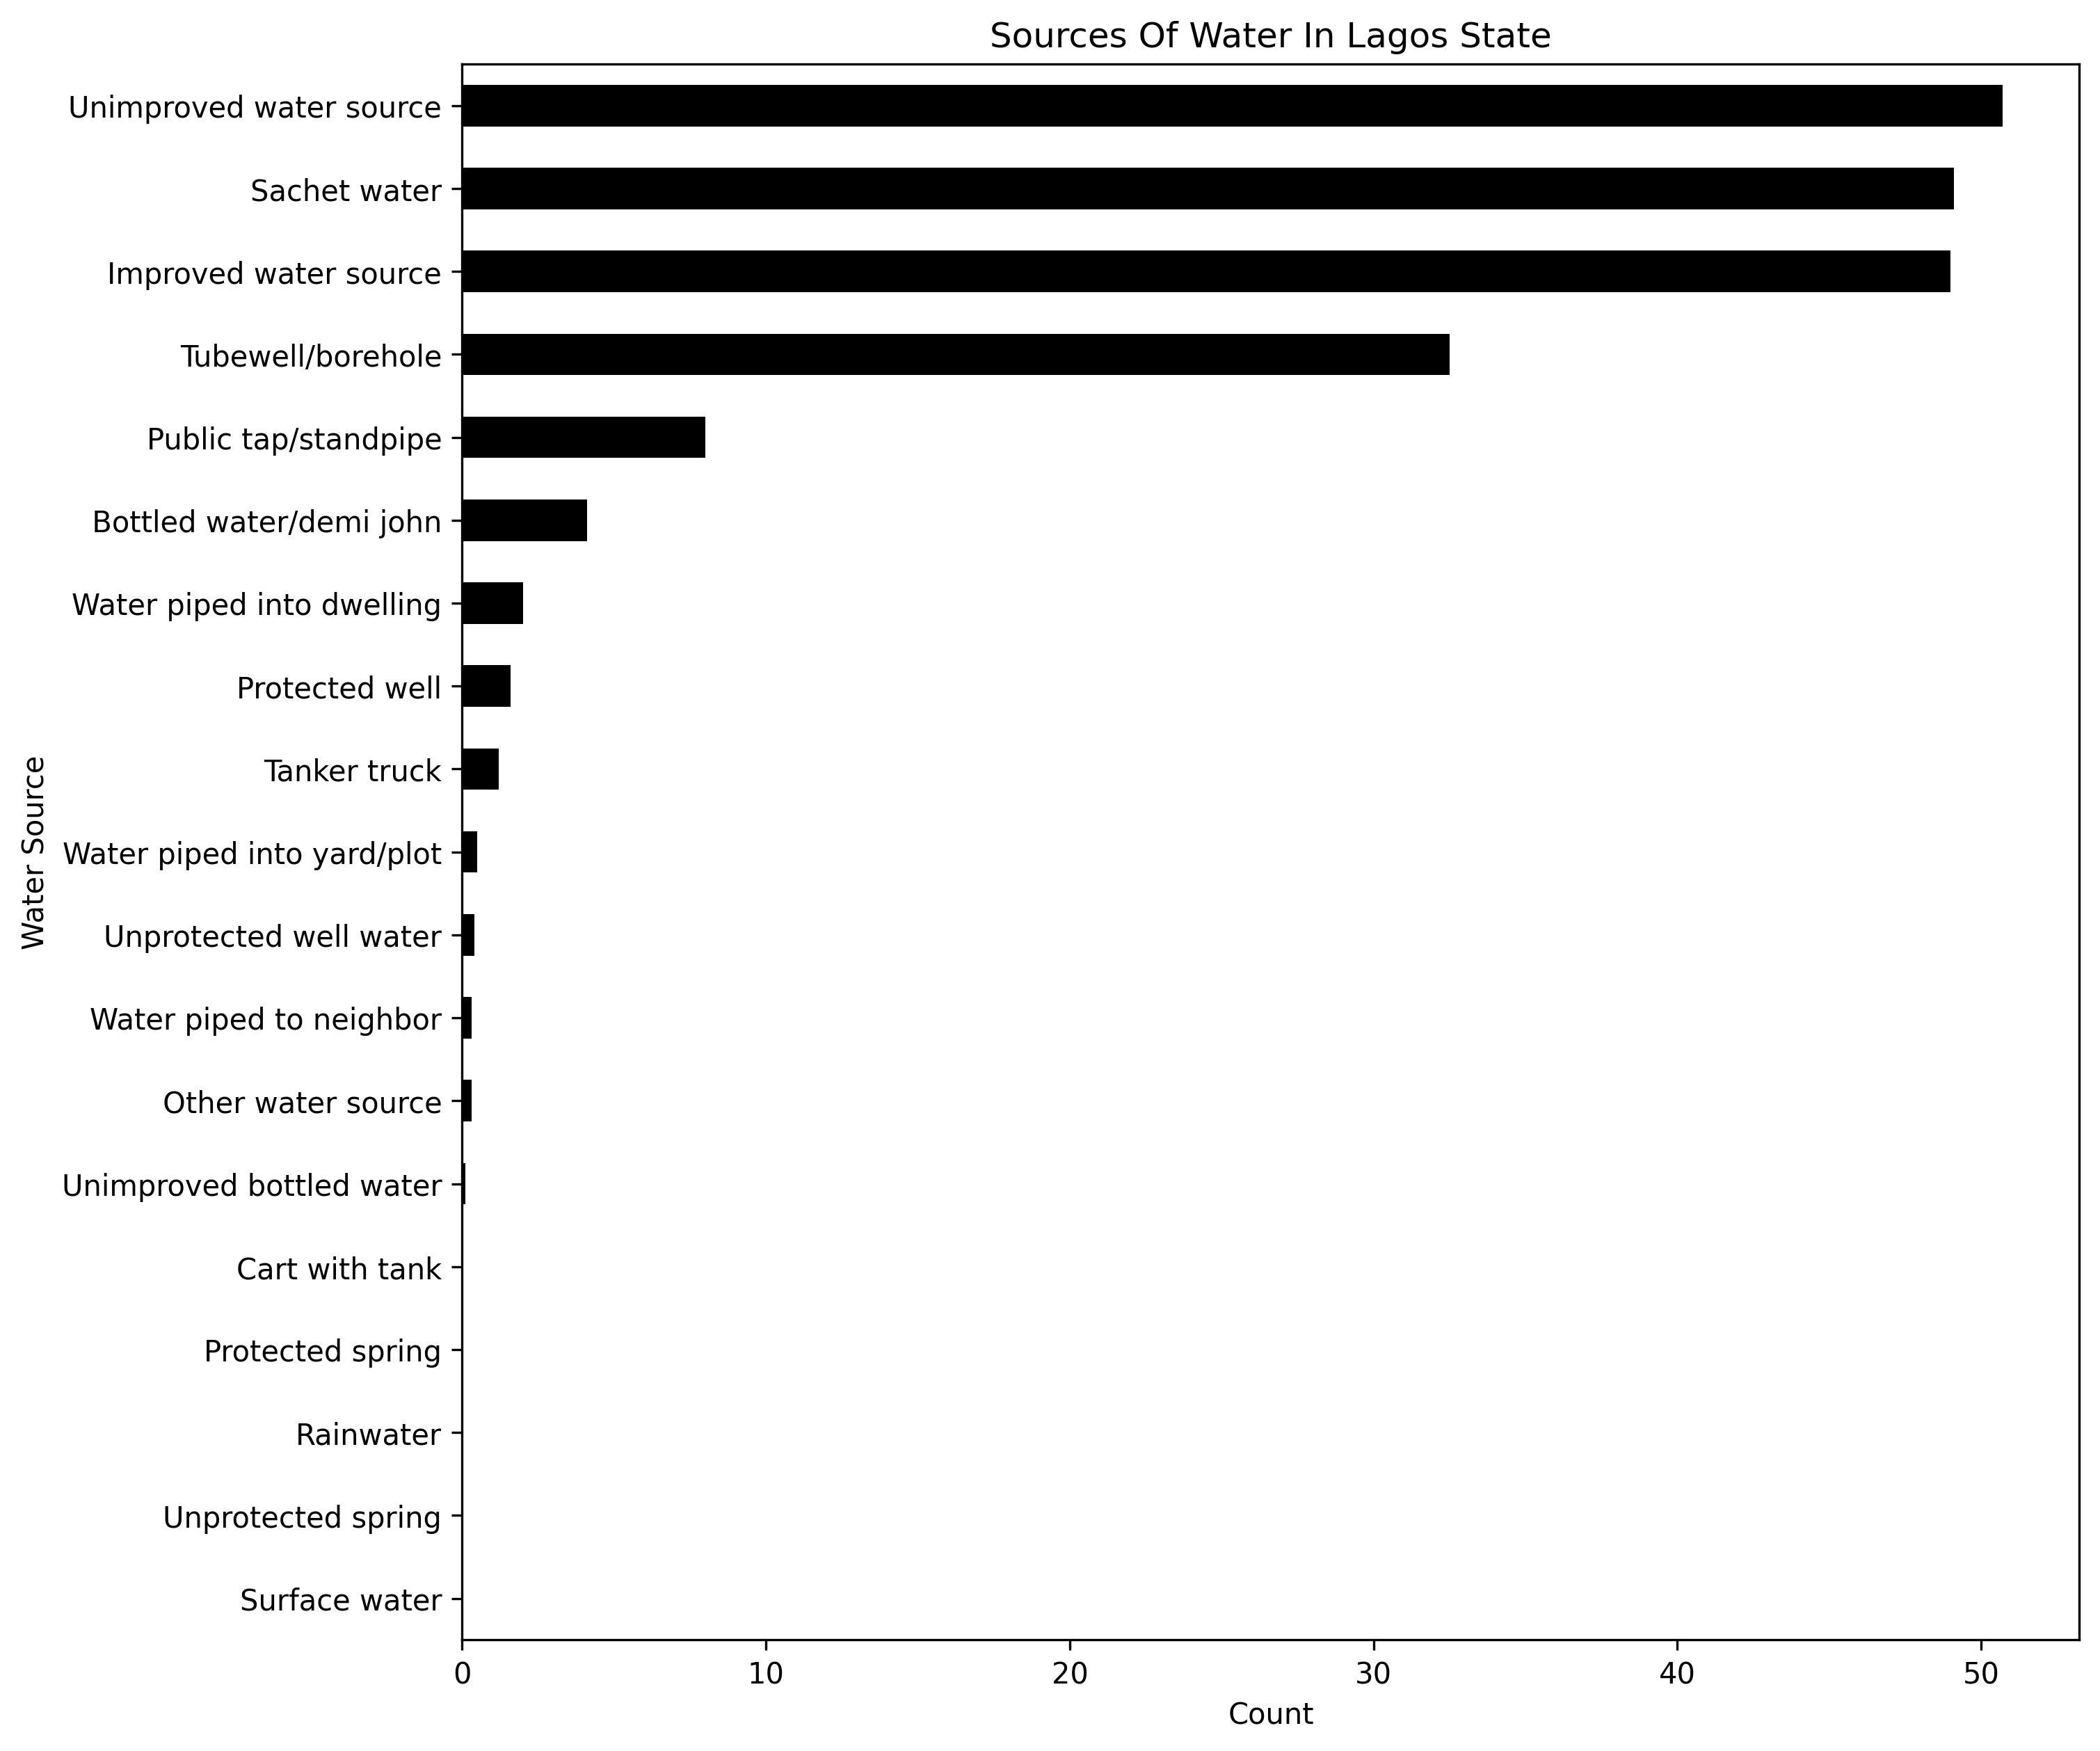 Sources Of Water In Lagos State
Water Source
Unimproved water source
Sachet water
Improved water source
Tubewell/borehole
Public tap/standpipe
Bottled water/demi john
Water piped into dwelling
Protected well
Tanker truck
Water piped into yard/plot
Unprotected well water
Water piped to neighbor
Other water source
Unimproved bottled water
Cart with tank
Protected spring
Rainwater
Unprotected spring
Surface water
0 10 20 30 40 50
Count